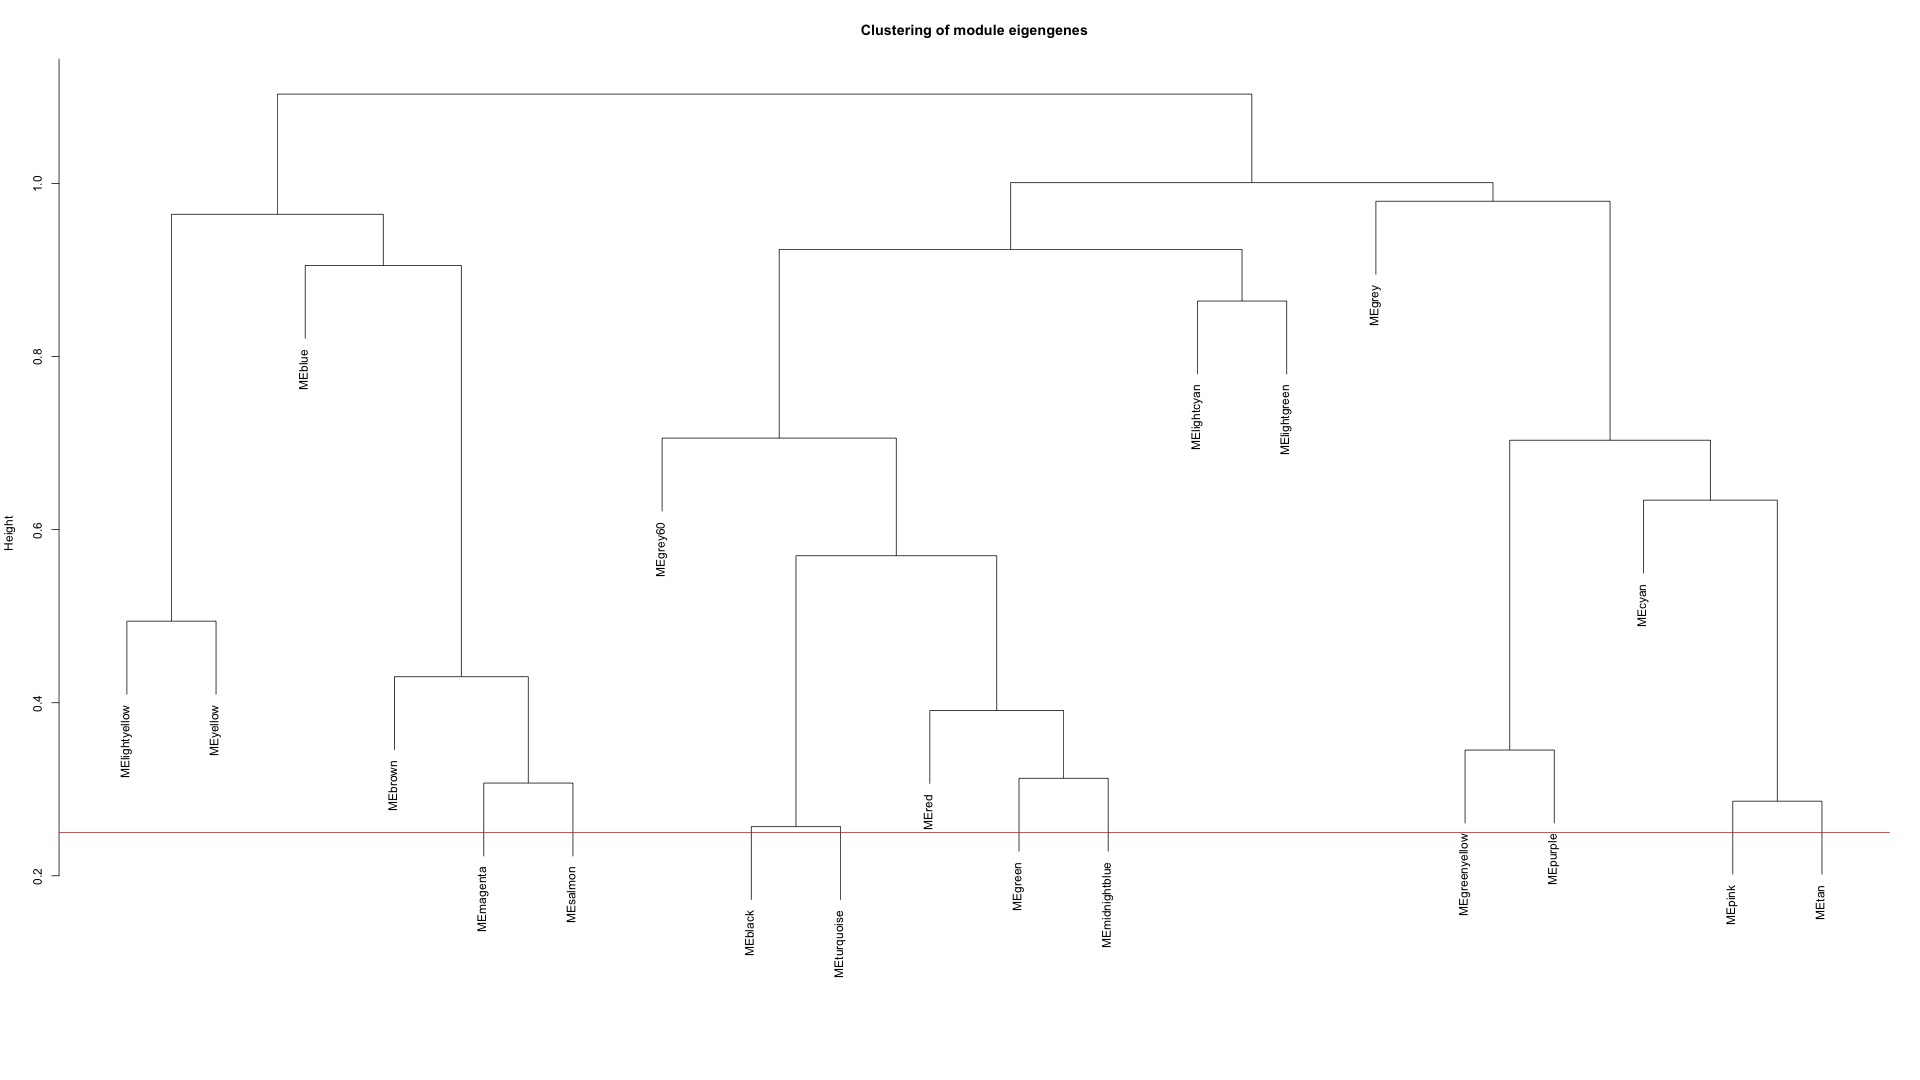 Clustering of module eigengenes
Height
1.0
0.8
0.6
0.4
0.2
MElightyellow
MEyellow
MEblue
MEbrown
MEmagenta
MEsalmon
MEgrey60
MEblack
MEturquoise
MEred
MEgreen
MEmidnightblue
MElightcyan
MElightgreen
MEgrey
MEgreenyellow
MEpurple
MEcyan
MEpink
MEtan